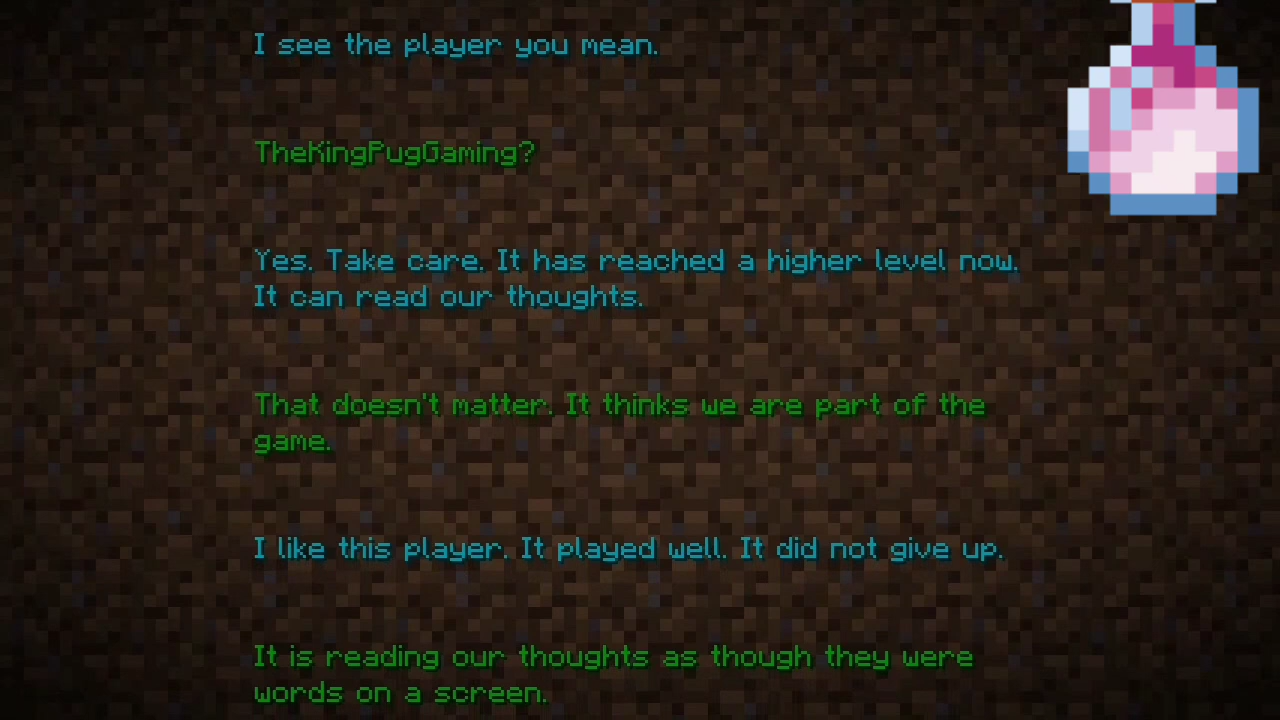 I see the player you mean.
TheKingPugGaming?
Yes. Take care. It has reached a higher level now.
It can read our thoughts.
That doesn't matter. It thinks we are part of the
game.
I like this player. It played well. It did not give up.
It is reading our thoughts as though they were
words on a screen.